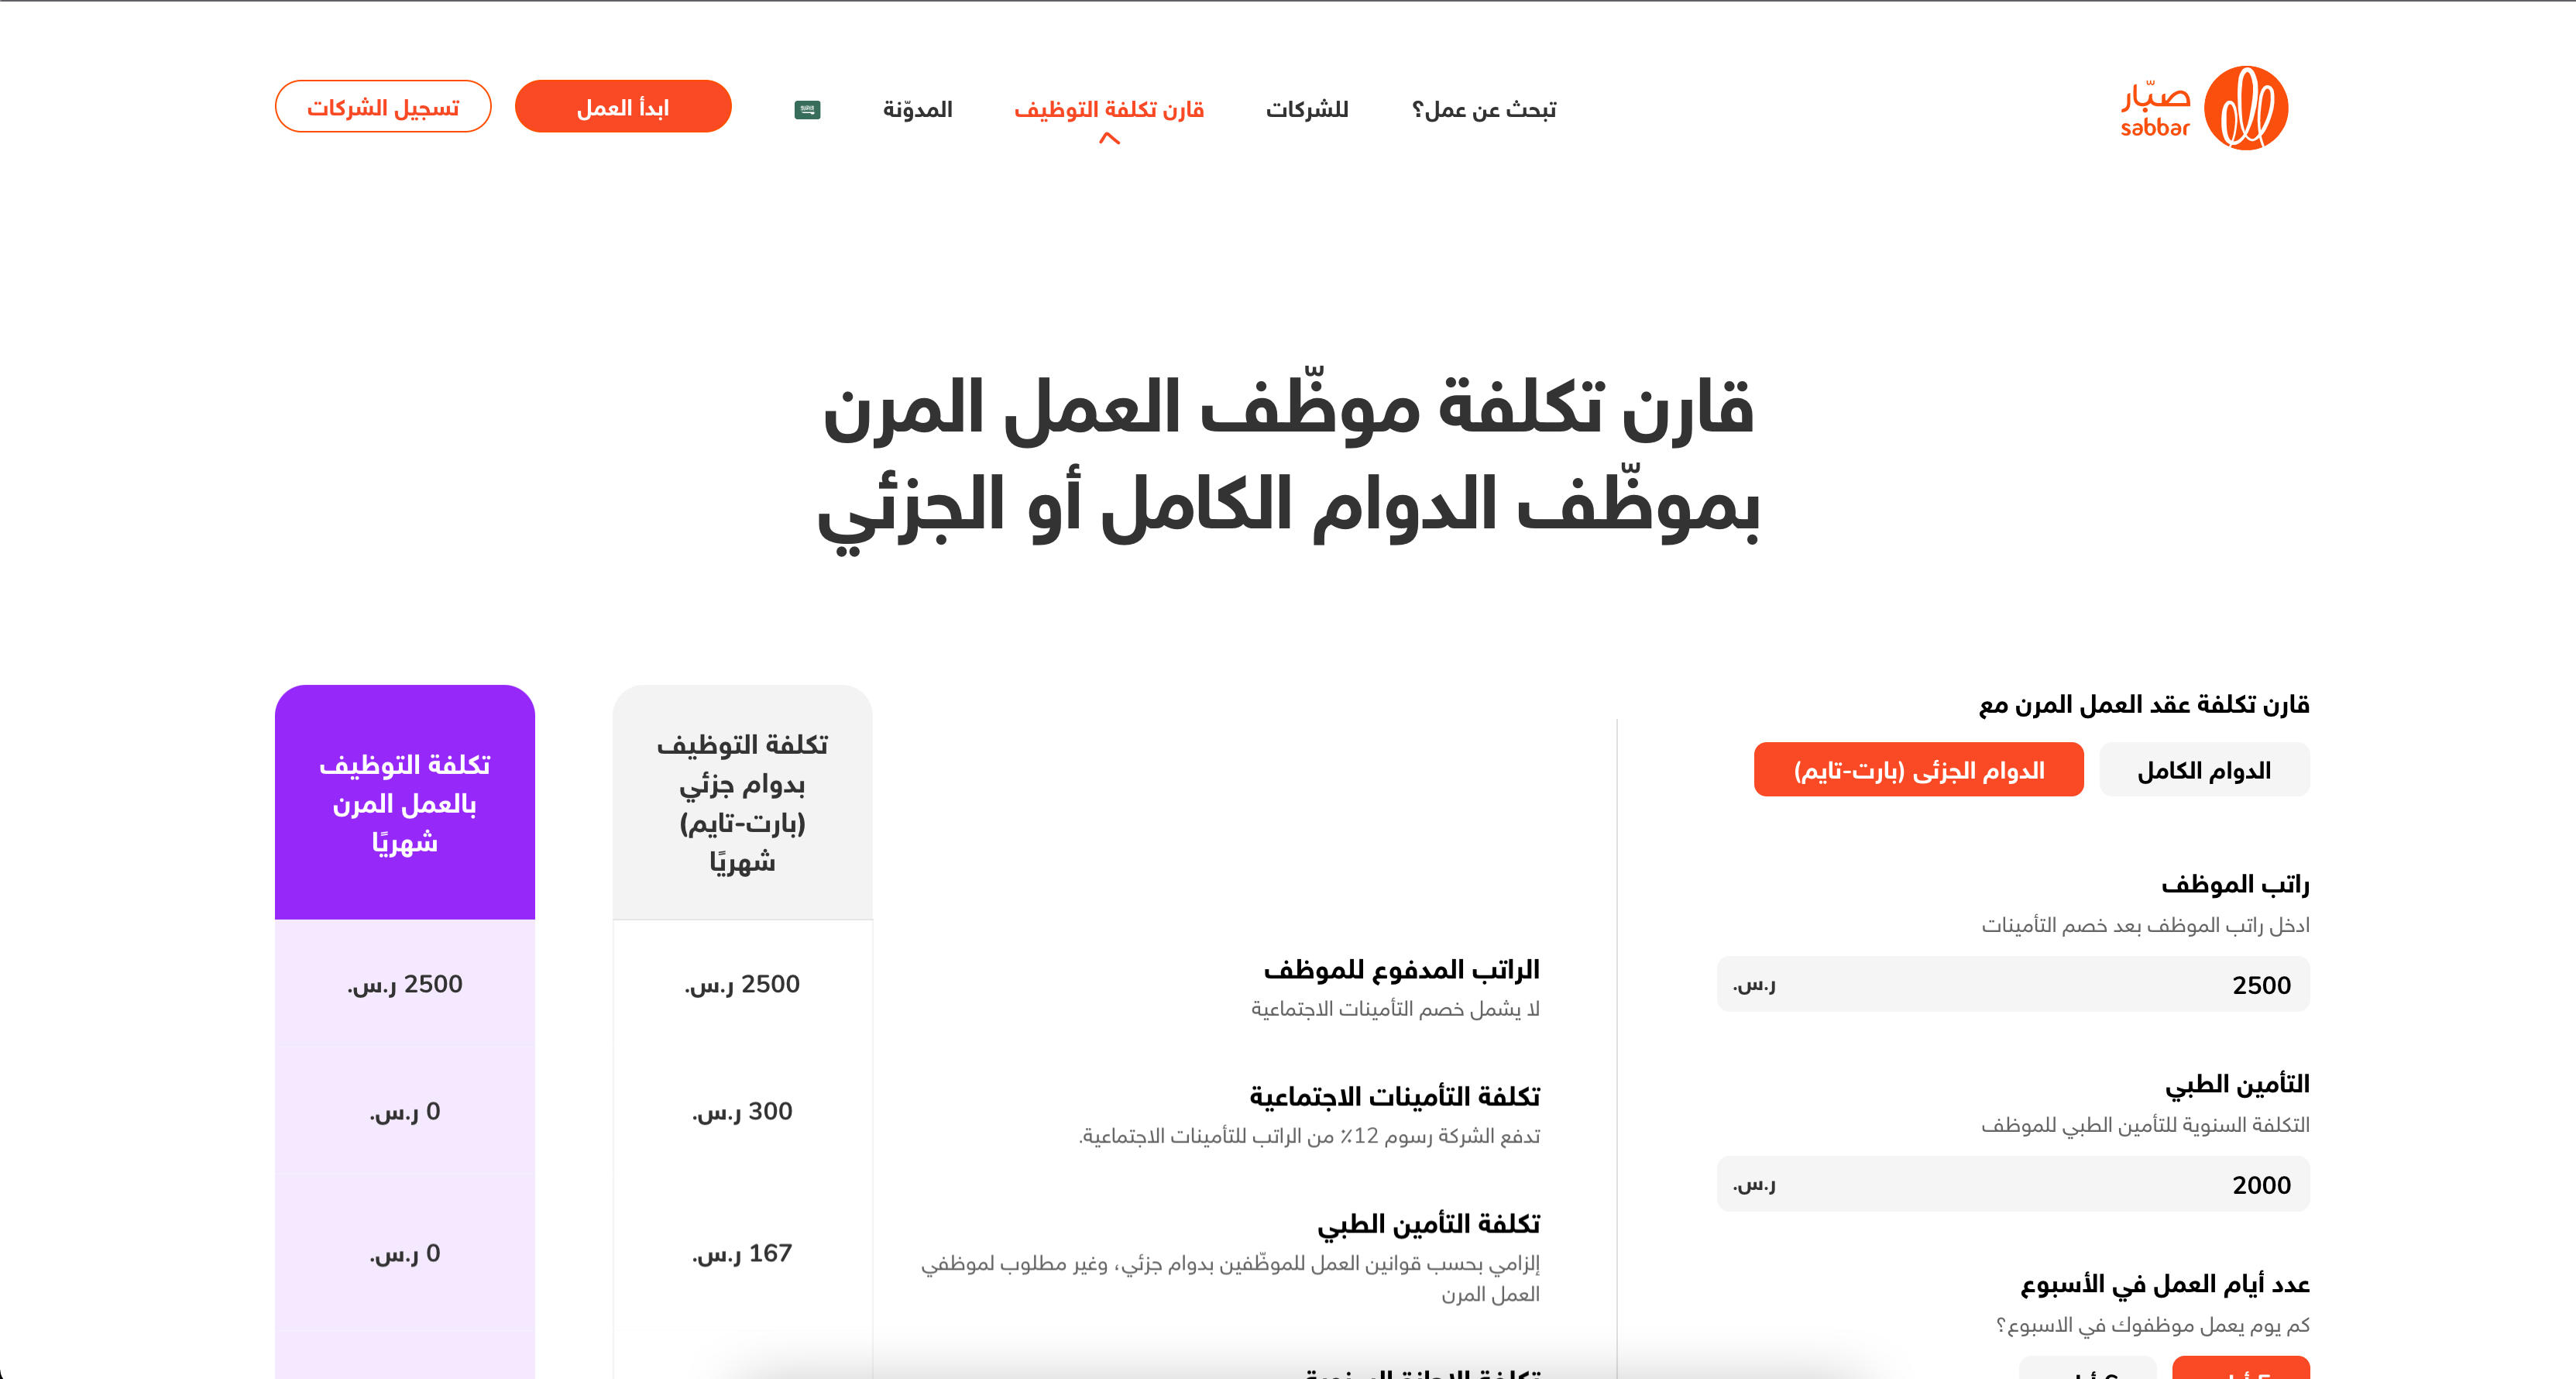 صبّار
sabbar
تبحث عن عمل؟
للشركات
قارن تكلفة التوظيف
المدوّنة
ابدأ العمل
تسجيل الشركات
قارن تكلفة موظّف العمل المرن
بموظّف الدوام الكامل أو الجزئي
قارن تكلفة عقد العمل المرن مع
الدوام الكامل
الدوام الجزئى (بارت-تايم)
راتب الموظف
ادخل راتب الموظف بعد خصم التأمينات
2500 ر.س.
التأمين الطبي
التكلفة السنوية للتأمين الطبي للموظف
2000 ر.س.
عدد أيام العمل في الأسبوع
كم يوم يعمل موظفوك في الاسبوع؟
تكلفة التوظيف
بدوام جزئي
(بارت-تايم)
شهريًا
تكلفة التوظيف
بالعمل المرن
شهريًا
الراتب المدفوع للموظف
لا يشمل خصم التأمينات الاجتماعية
2500 ر.س.
2500 ر.س.
تكلفة التأمينات الاجتماعية
تدفع الشركة رسوم 12٪ من الراتب للتأمينات الاجتماعية.
300 ر.س.
0 ر.س.
تكلفة التأمين الطبي
إلزامي بحسب قوانين العمل للموظّفين بدوام جزئي، وغير مطلوب لموظفي
العمل المرن
167 ر.س.
0 ر.س.
تكلفة الإجازة السنوية